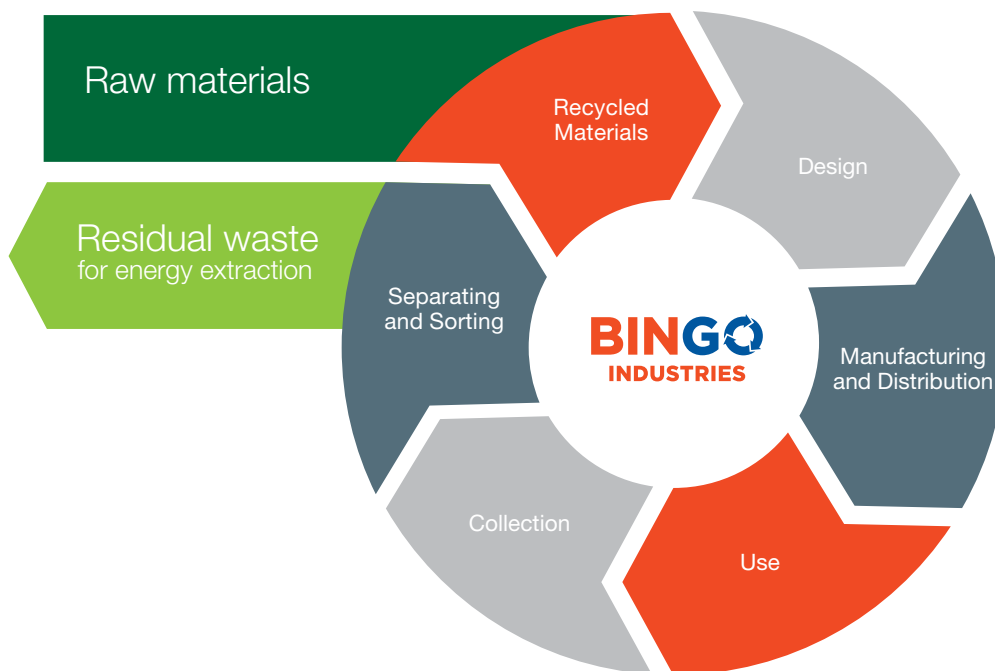 Raw materials
Recycled
Materials
Design
Residual waste
for energy extraction
Separating
and Sorting
BINGO
INDUSTRIES
Manufacturing
and Distribution
Collection
Use